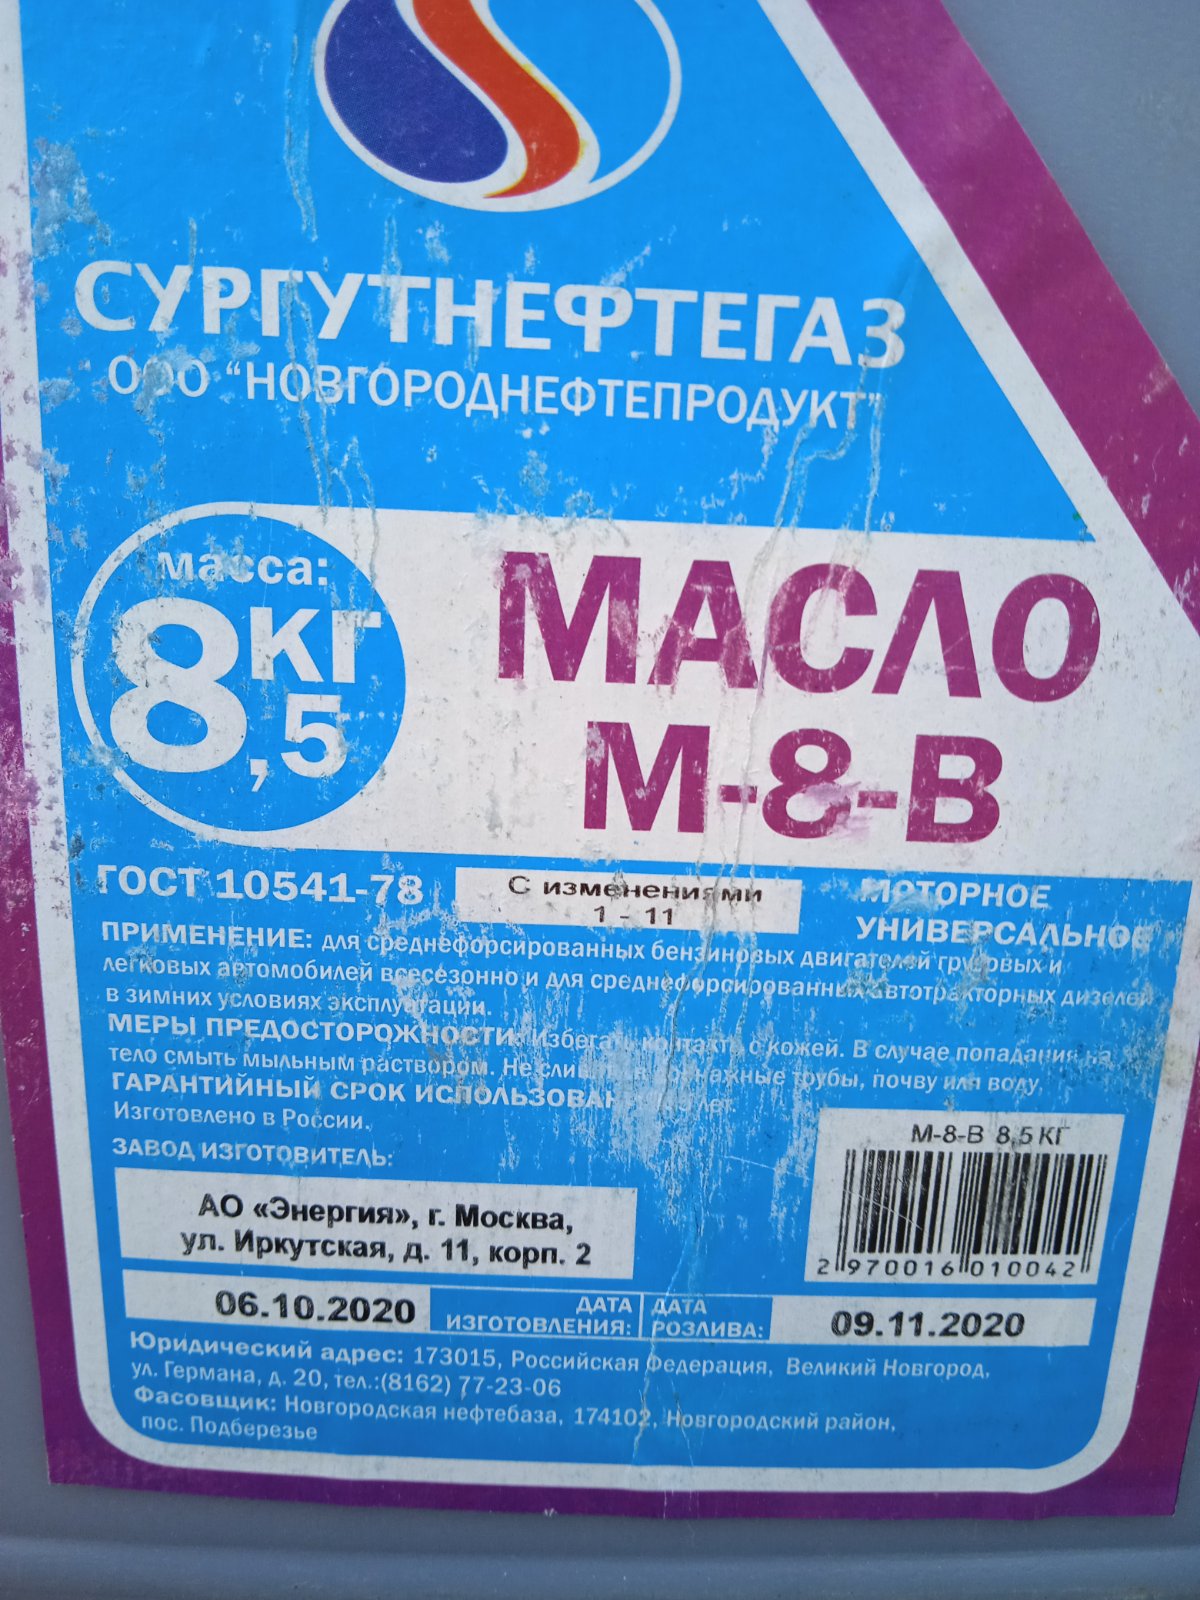 СУРГУТНЕФТЕГАЗ
ООО "НОВГОРОДНЕФТЕПРОДУКТ"
масса:
8,5 КГ
МАСЛО
М-8-В
ГОСТ 10541-78
С изменениями
1 - 11
МОТОРНОЕ
УНИВЕРСАЛЬНОЕ
ПРИМЕНЕНИЕ: для среднефорсированных бензиновых двигателей грузовых и
легковых автомобилей всесезонно и для среднефорсированных автотракторных дизелей
в зимних условиях эксплуатации.
МЕРЫ ПРЕДОСТОРОЖНОСТИ: Избегать контакта с кожей. В случае попадания на
тело смыть мыльным раствором. Не сливать в дренажные трубы, почву или воду.
ГАРАНТИЙНЫЙ СРОК ИСПОЛЬЗОВАНИЯ лет.
Изготовлено в России.
ЗАВОД ИЗГОТОВИТЕЛЬ:
АО «Энергия», г. Москва,
ул. Иркутская, д. 11, корп. 2
М-8-В 8,5 КГ
2 970016 010042
06.10.2020 ДАТА ИЗГОТОВЛЕНИЯ: ДАТА РОЗЛИВА: 09.11.2020
Юридический адрес: 173015, Российская Федерация, Великий Новгород,
ул. Германа, д. 20, тел.:(8162) 77-23-06
Фасовщик: Новгородская нефтебаза, 174102, Новгородский район,
пос. Подберезье